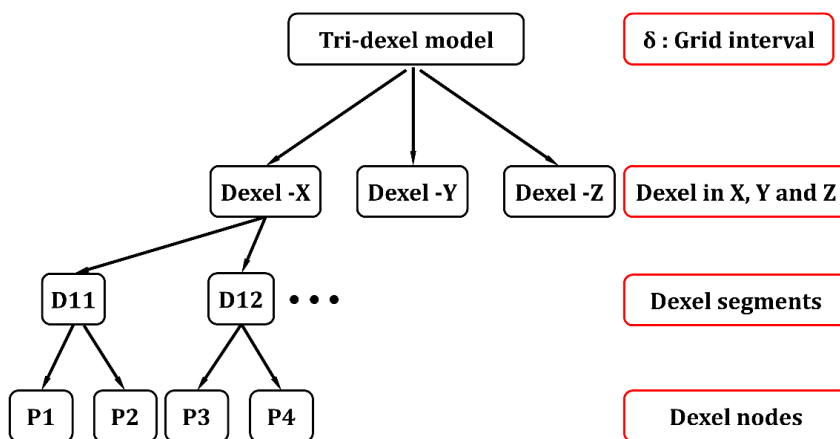 Tri-dexel model
δ : Grid interval
Dexel -X
Dexel -Y
Dexel -Z
Dexel in X, Y and Z
D11
D12
• • •
Dexel segments
P1
P2
P3
P4
Dexel nodes